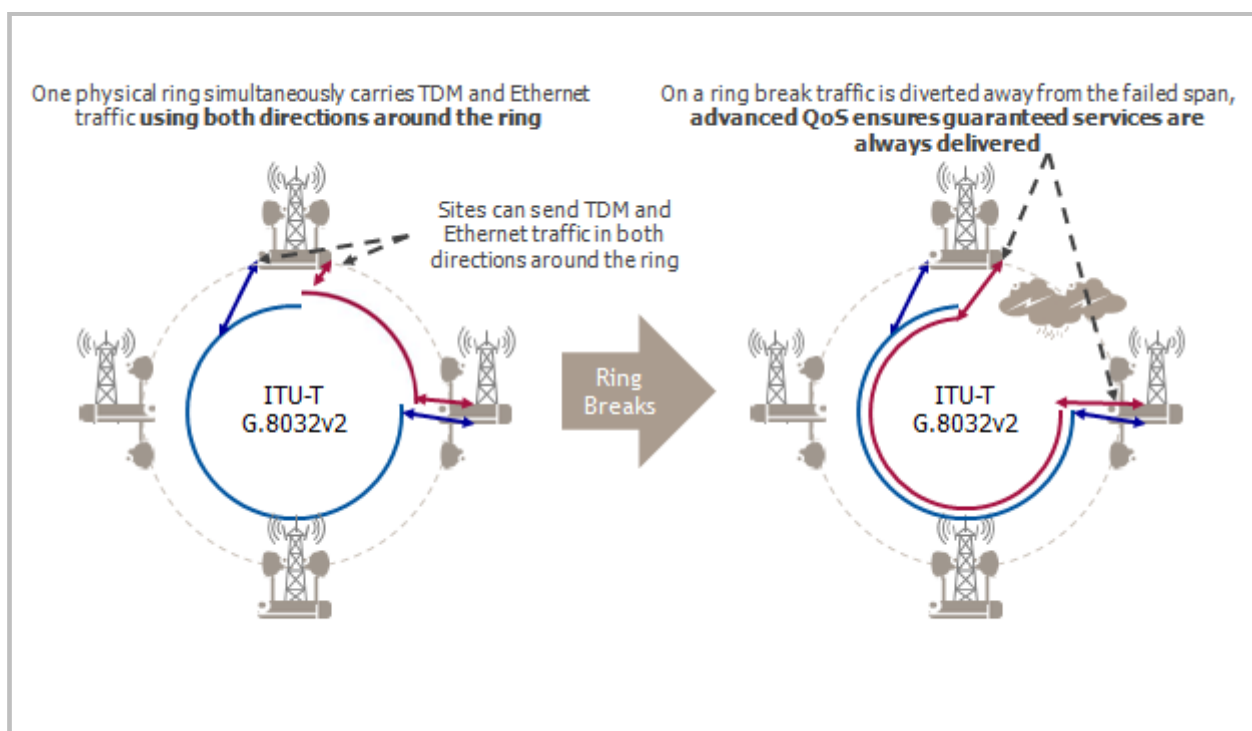 One physical ring simultaneously carries TDM and Ethernet
traffic using both directions around the ring
Sites can send TDM and
Ethernet traffic in both
directions around the ring
ITU-T
G.8032v2
Ring
Breaks
On a ring break traffic is diverted away from the failed span,
advanced QoS ensures guaranteed services are
always delivered
ITU-T
G.8032v2